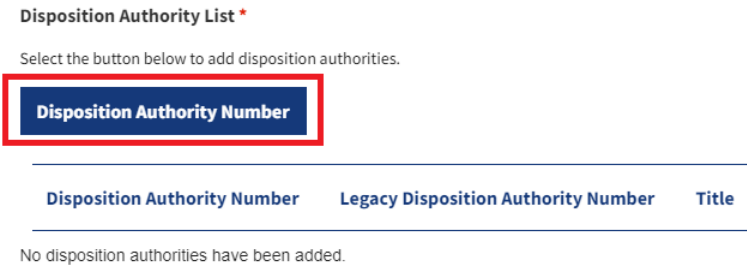 Disposition Authority List *
Select the button below to add disposition authorities.
Disposition Authority Number
Disposition Authority Number Legacy Disposition Authority Number Title
No disposition authorities have been added.